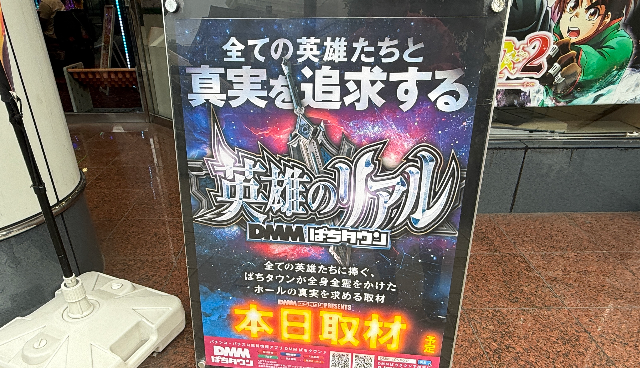 全ての英雄たちと
真実を追求する
英雄のリアル
DMM ぱちタウン
全ての英雄たちに捧ぐ、
ぱちタウンが全身全霊をかけた
ホールの真実を求める取材
PRESENTS
本日取材
DMM
ぱちタウン
2